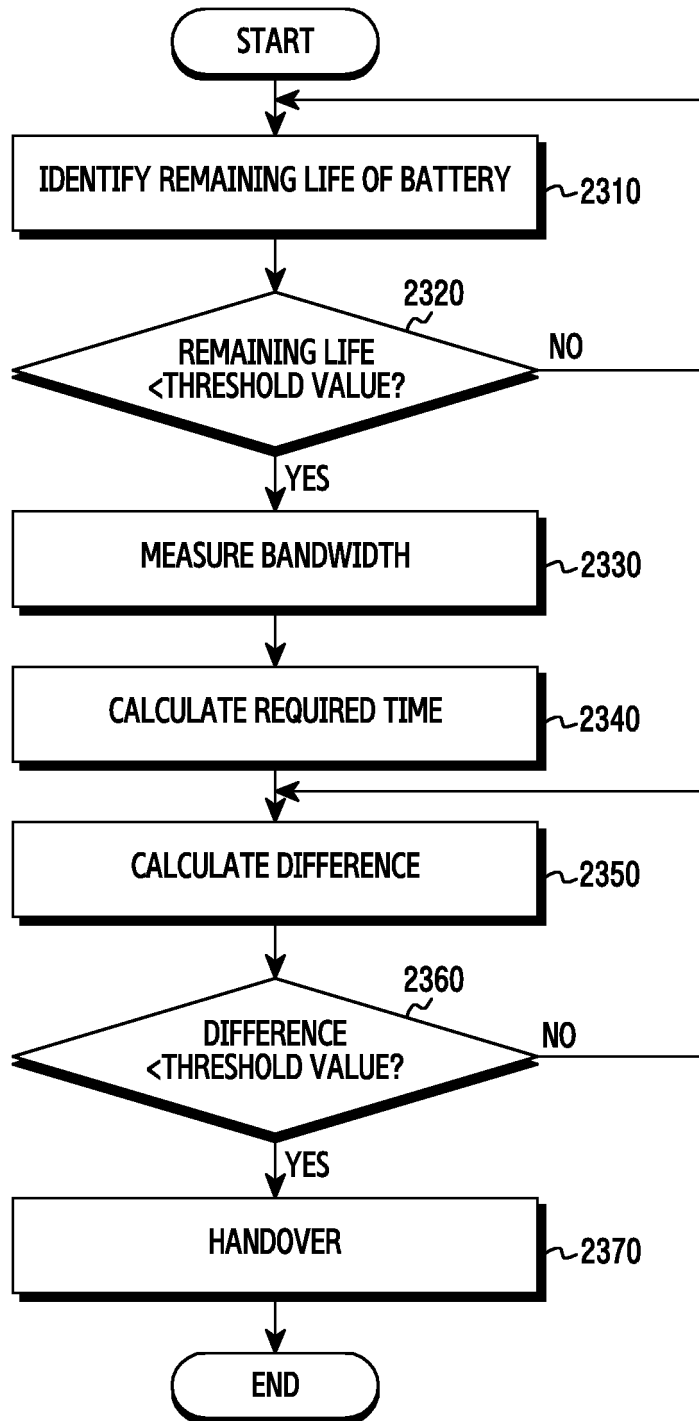 START
IDENTIFY REMAINING LIFE OF BATTERY
2310
2320
REMAINING LIFE
<THRESHOLD VALUE?
NO
YES
MEASURE BANDWIDTH
2330
CALCULATE REQUIRED TIME
2340
CALCULATE DIFFERENCE
2350
2360
DIFFERENCE
<THRESHOLD VALUE?
NO
YES
HANDOVER
2370
END